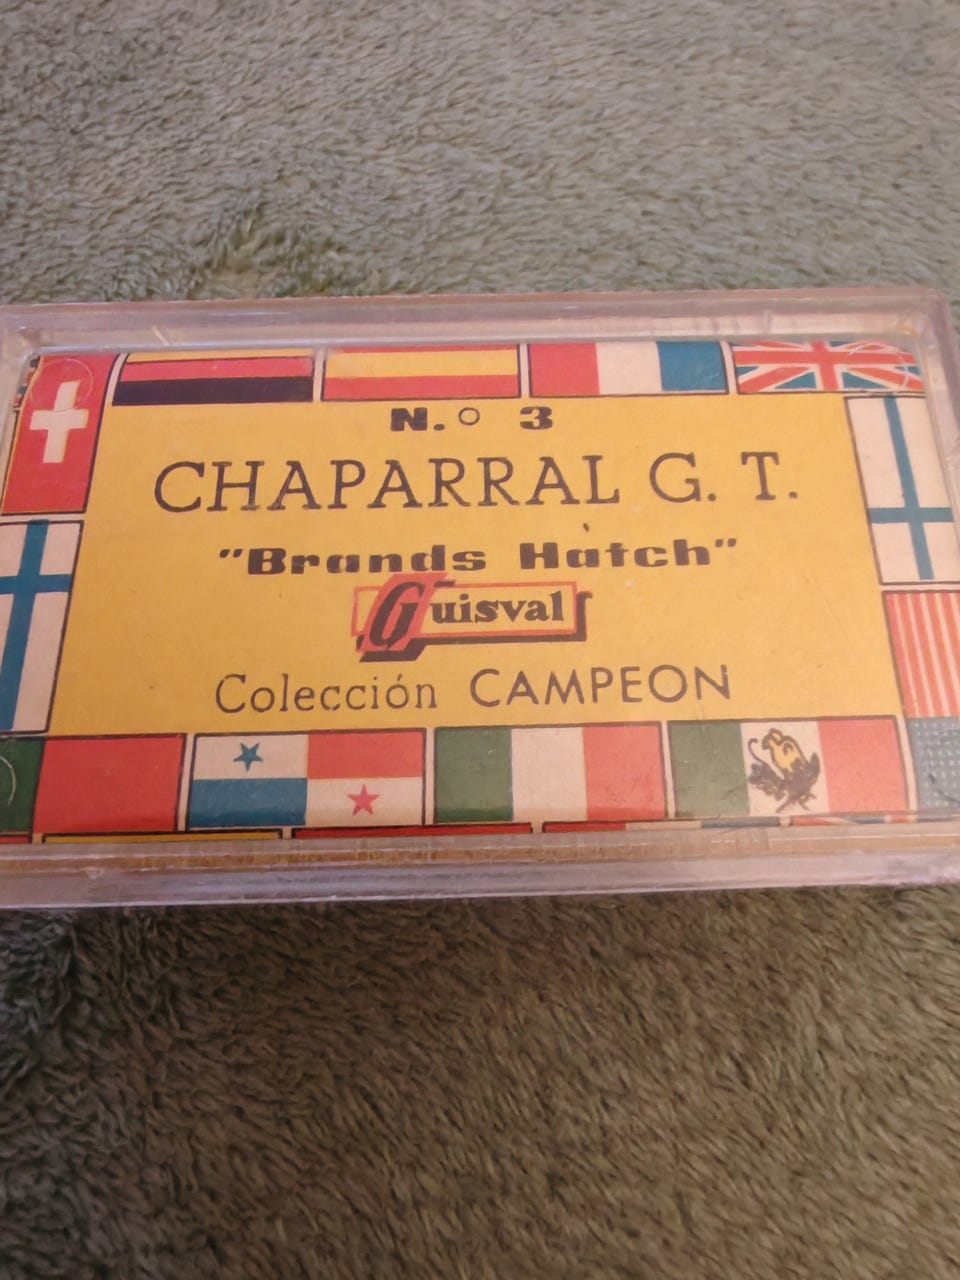 N.º 3
CHAPARRAL G. T.
"Brands Hatch"
Guisval
Colección CAMPEON